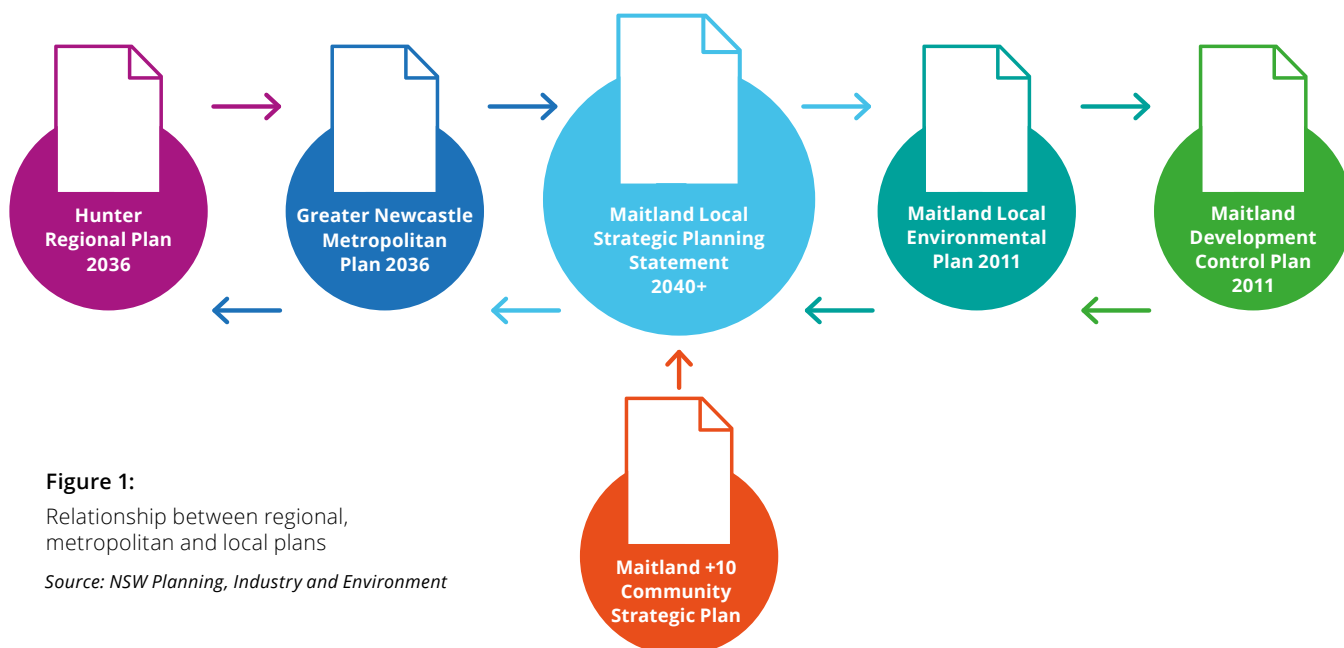 Hunter
Regional Plan
2036
Greater Newcastle
Metropolitan
Plan 2036
Maitland Local
Strategic Planning
Statement
2040+
Maitland Local
Environmental
Plan 2011
Maitland
Development
Control Plan
2011
Maitland +10
Community
Strategic Plan
Figure 1:
Relationship between regional,
metropolitan and local plans
Source: NSW Planning, Industry and Environment